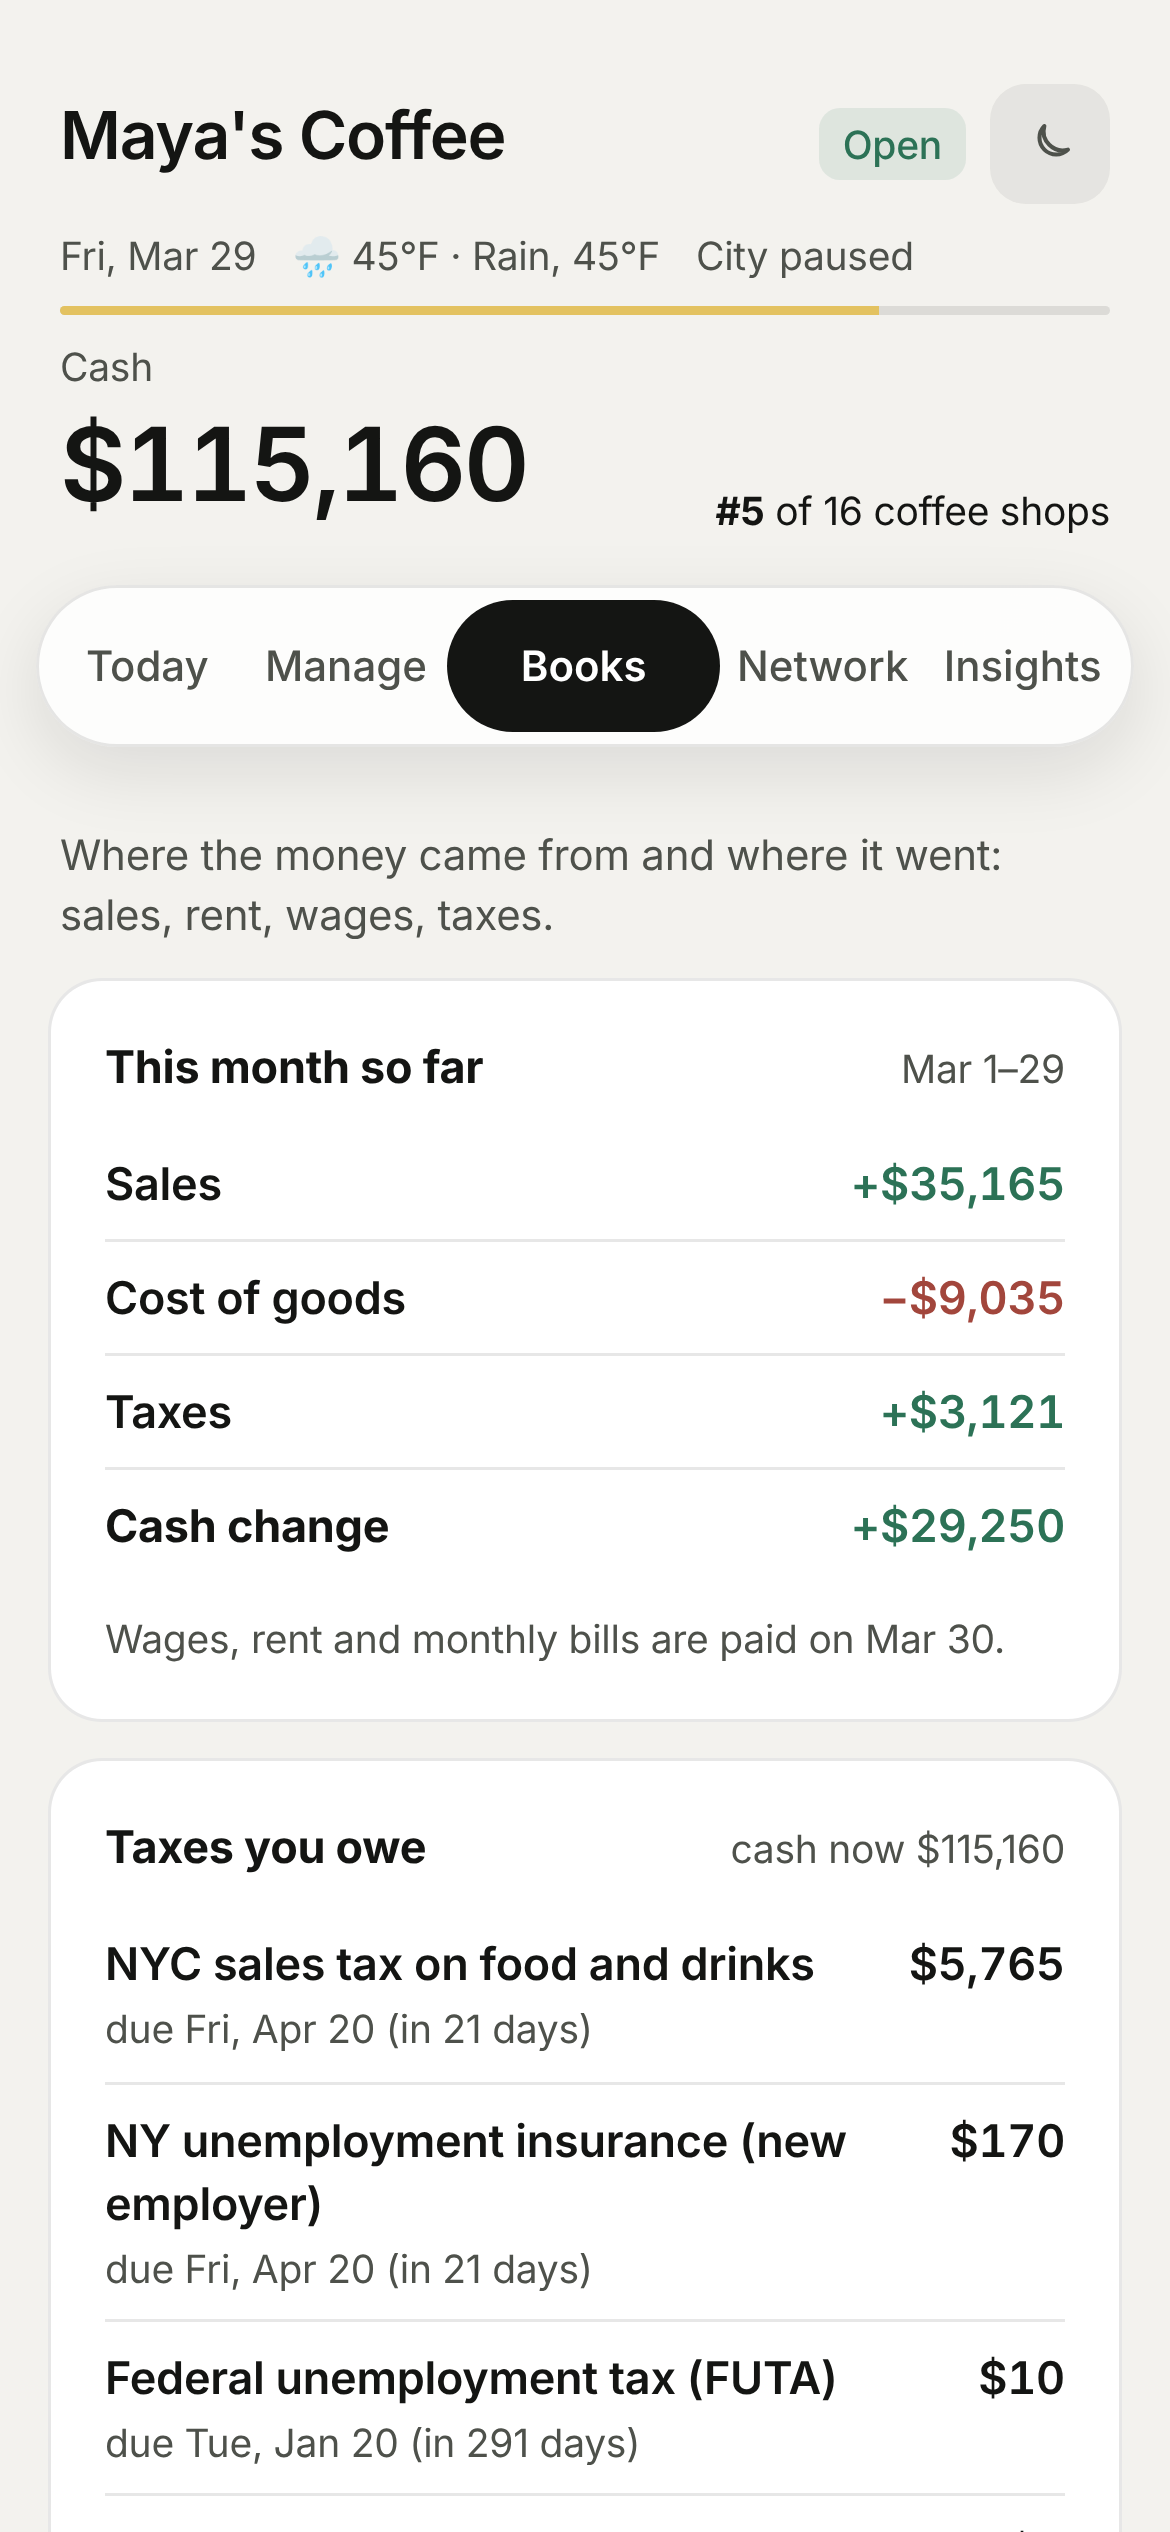 Maya's Coffee
Open
Fri, Mar 29 45°F · Rain, 45°F City paused
Cash
$115,160
#5 of 16 coffee shops
Today Manage Books Network Insights
Where the money came from and where it went:
sales, rent, wages, taxes.
This month so far Mar 1–29
Sales +$35,165
Cost of goods –$9,035
Taxes +$3,121
Cash change +$29,250
Wages, rent and monthly bills are paid on Mar 30.
Taxes you owe cash now $115,160
NYC sales tax on food and drinks $5,765
due Fri, Apr 20 (in 21 days)
NY unemployment insurance (new $170
employer)
due Fri, Apr 20 (in 21 days)
Federal unemployment tax (FUTA) $10
due Tue, Jan 20 (in 291 days)